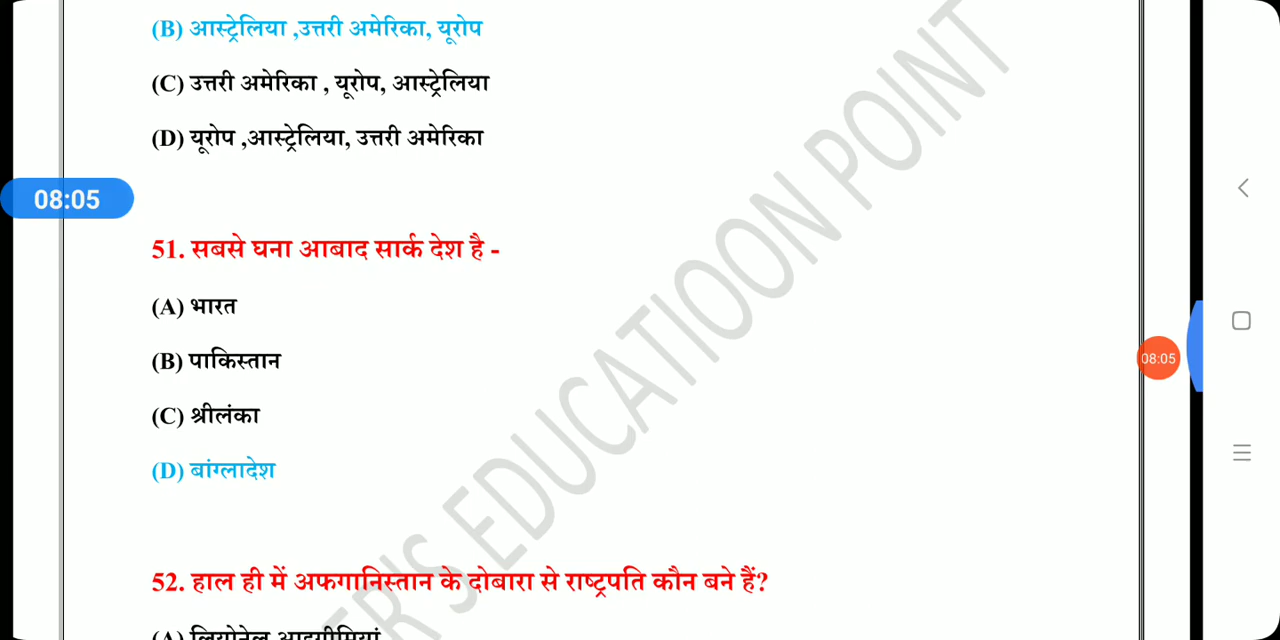 (B) आस्ट्रेलिया ,उत्तरी अमेरिका, यूरोप
(C) उत्तरी अमेरिका , यूरोप, आस्ट्रेलिया
(D) यूरोप ,आस्ट्रेलिया, उत्तरी अमेरिका
08:05
51. सबसे घना आबाद सार्क देश है -
(A) भारत
(B) पाकिस्तान
08:05
(C) श्रीलंका
(D) बांग्लादेश
52. हाल ही में अफगानिस्तान के दोबारा से राष्ट्रपति कौन बने हैं?
(A) लियोनेल
ER'S EDUCATIOON POINT